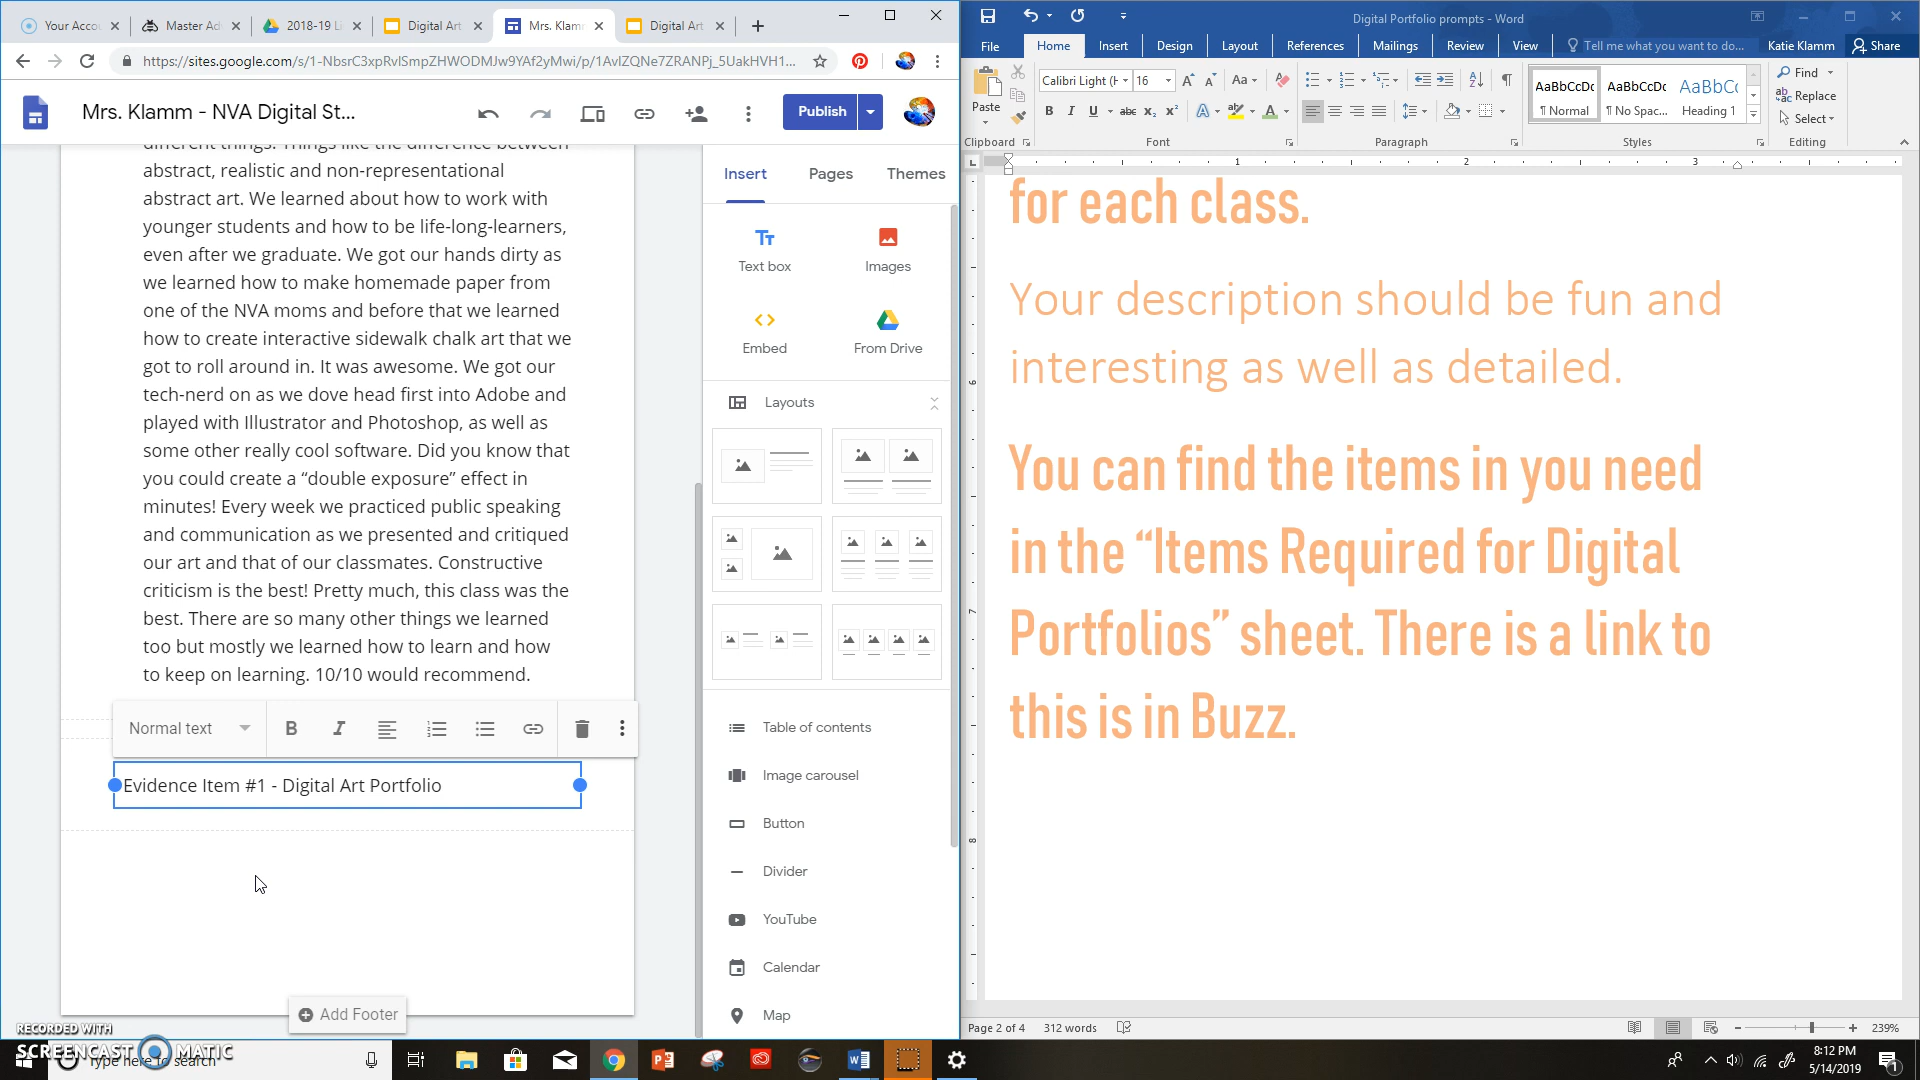 Your Acco
Master Ad
2018-19 Li
Digital Art
Mrs. Klam
Digital Art
https://sites.google.com/s/1-NbsrC3xpRvlSmpZHWODMJw9YAf2yMwi/p/1AvlZQNe7ZRANPj_5UakHVH1...
Mrs. Klamm - NVA Digital St...
Publish
different things. Things like the difference between
abstract, realistic and non-representational
abstract art. We learned about how to work with
younger students and how to be life-long-learners,
even after we graduate. We got our hands dirty as
we learned how to make homemade paper from
one of the NVA moms and before that we learned
how to create interactive sidewalk chalk art that we
got to roll around in. It was awesome. We got our
tech-nerd on as we dove head first into Adobe and
played with Illustrator and Photoshop, as well as
some other really cool software. Did you know that
you could create a “double exposure” effect in
minutes! Every week we practiced public speaking
and communication as we presented and critiqued
our art and that of our classmates. Constructive
criticism is the best! Pretty much, this class was the
best. There are so many other things we learned
too but mostly we learned how to learn and how
to keep on learning. 10/10 would recommend.
Normal text
Evidence Item #1 - Digital Art Portfolio
Add Footer
Insert Pages Themes
Text box Images
Embed From Drive
Layouts
Table of contents
Image carousel
Button
Divider
YouTube
Calendar
Map
Digital Portfolio prompts - Word
File Home Insert Design Layout References Mailings Review View Tell me what you want to do... Katie Klamm Share
Paste
Calibri Light (H 16
Clipboard Font Paragraph Styles Editing
AaBbCcDc AaBbCcDc AaBbCc
¶ Normal ¶ No Spac... Heading 1
Find
Replace
Select
1 2 3
6
7
8
for each class.
Your description should be fun and
interesting as well as detailed.
You can find the items in you need
in the “Items Required for Digital
Portfolios” sheet. There is a link to
this is in Buzz.
Page 2 of 4 312 words 239%
RECORDED WITH
SCREENCAST MATIC
Type here to search
8:12 PM
5/14/2019